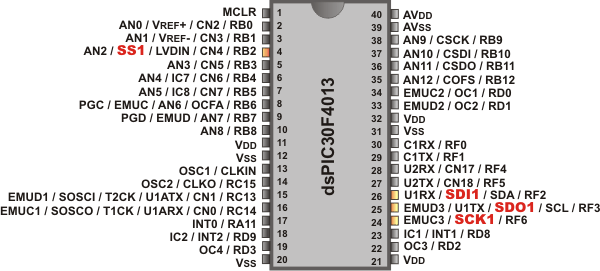 MCLR 1
AN0 / VREF+ / CN2 / RB0 2
AN1 / VREF- / CN3 / RB1 3
AN2 / SS1 / LVDIN / CN4 / RB2 4
AN3 / CN5 / RB3 5
AN4 / IC7 / CN6 / RB4 6
AN5 / IC8 / CN7 / RB5 7
PGC / EMUC / AN6 / OCFA / RB6 8
PGD / EMUD / AN7 / RB7 9
AN8 / RB8 10
VDD 11
VSS 12
OSC1 / CLKIN 13
OSC2 / CLKO / RC15 14
EMUD1 / SOSCI / T2CK / U1ATX / CN1 / RC13 15
EMUC1 / SOSCO / T1CK / U1ARX / CN0 / RC14 16
INT0 / RA11 17
IC2 / INT2 / RD9 18
OC4 / RD3 19
VSS 20
dsPIC30F4013
40 AVDD
39 AVSS
38 AN9 / CSCK / RB9
37 AN10 / CSDI / RB10
36 AN11 / CSDO / RB11
35 AN12 / COFS / RB12
34 EMUC2 / OC1 / RD0
33 EMUD2 / OC2 / RD1
32 VDD
31 VSS
30 C1RX / RF0
29 C1TX / RF1
28 U2RX / CN17 / RF4
27 U2TX / CN18 / RF5
26 U1RX / SDI1 / SDA / RF2
25 EMUD3 / U1TX / SDO1 / SCL / RF3
24 EMUC3 / SCK1 / RF6
23 IC1 / INT1 / RD8
22 OC3 / RD2
21 VDD